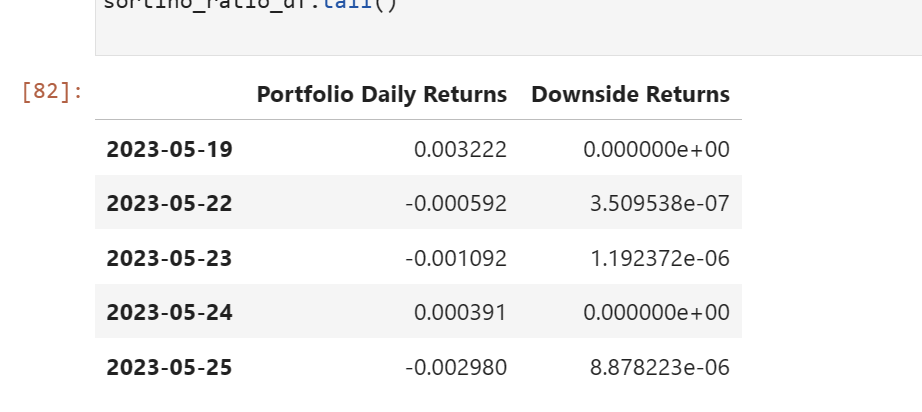 sortino_ratio_df.tail()
[82]:
Portfolio Daily Returns Downside Returns
2023-05-19 0.003222 0.000000e+00
2023-05-22 -0.000592 3.509538e-07
2023-05-23 -0.001092 1.192372e-06
2023-05-24 0.000391 0.000000e+00
2023-05-25 -0.002980 8.878223e-06